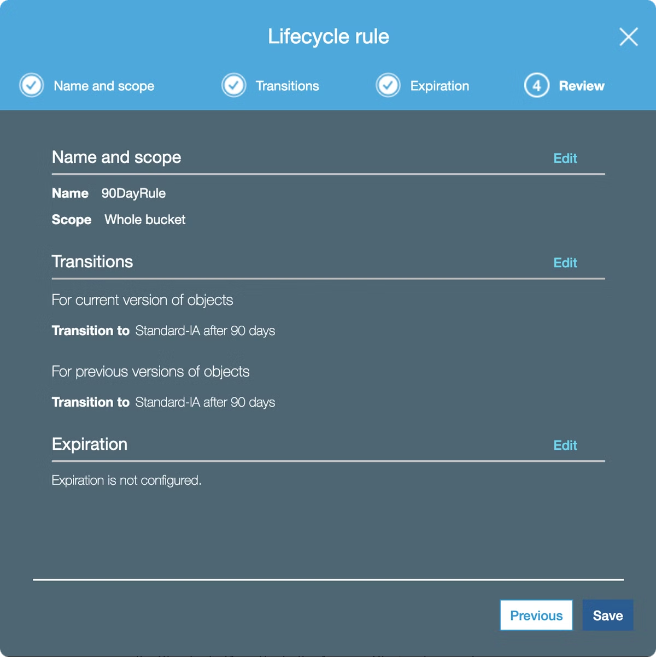 Lifecycle rule
Name and scope
Transitions
Expiration
4 Review
Name and scope Edit
Name 90DayRule
Scope Whole bucket
Transitions Edit
For current version of objects
Transition to Standard-IA after 90 days
For previous versions of objects
Transition to Standard-IA after 90 days
Expiration Edit
Expiration is not configured.
Previous Save